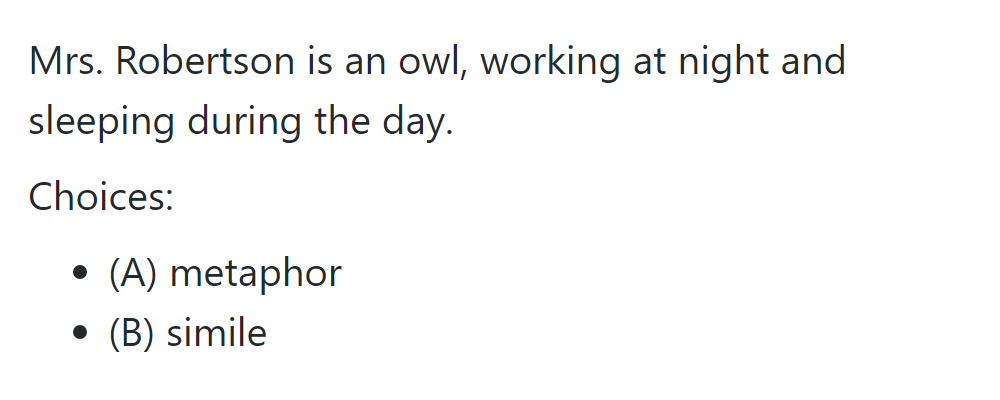 Mrs. Robertson is an owl, working at night and
sleeping during the day.
Choices:
• (A) metaphor
• (B) simile